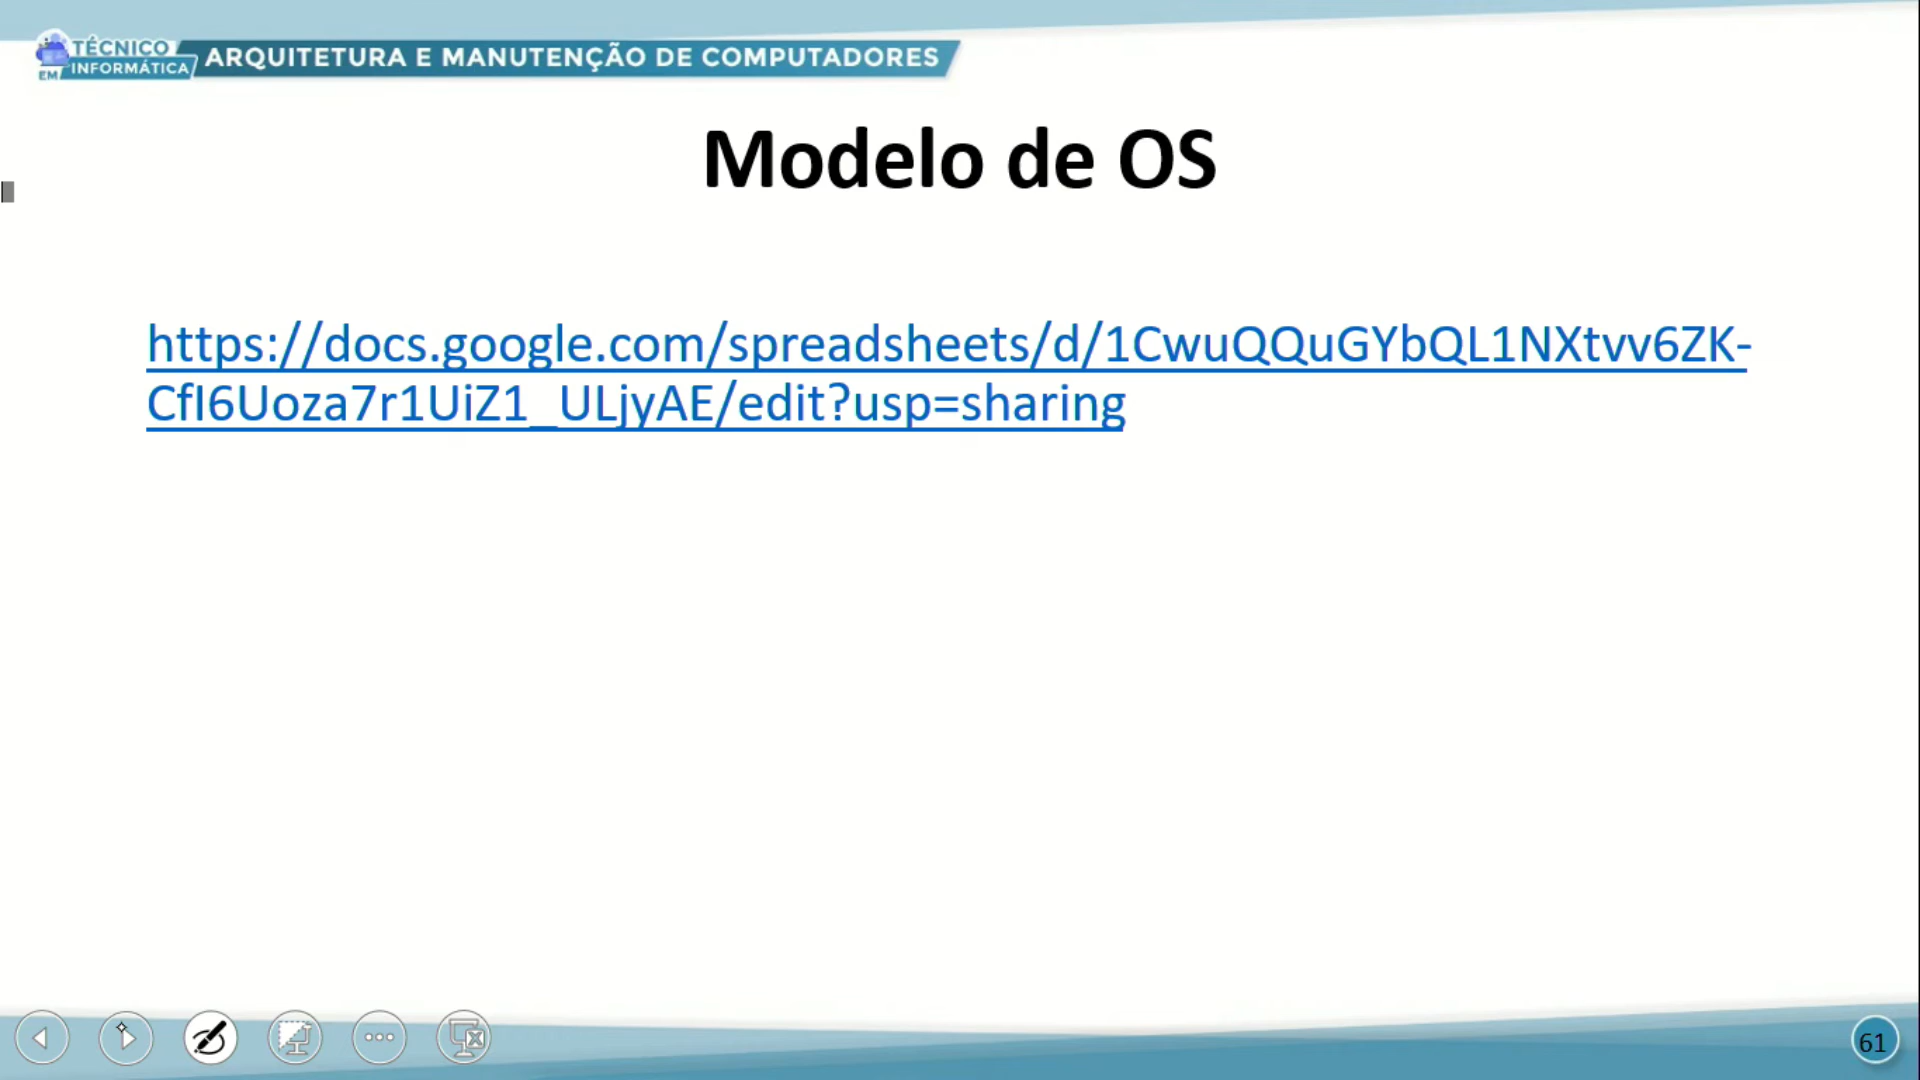 TÉCNICO
EM INFORMÁTICA
ARQUITETURA E MANUTENÇÃO DE COMPUTADORES
Modelo de OS
https://docs.google.com/spreadsheets/d/1CwuQQuGYbQL1NXtvv6ZK-
CfI6Uoza7r1UiZ1_ULjyAE/edit?usp=sharing
61